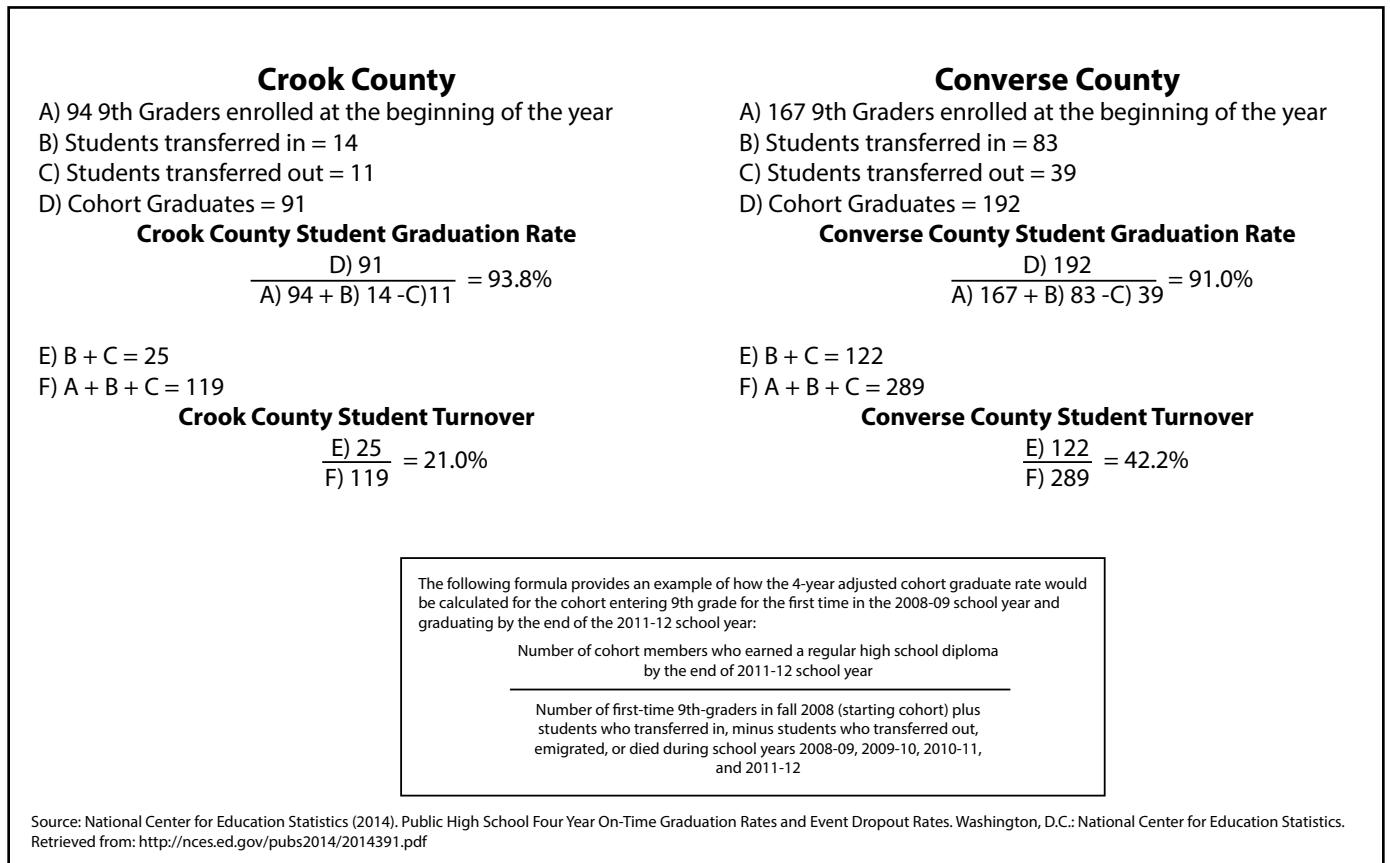 Crook County
A) 94 9th Graders enrolled at the beginning of the year
B) Students transferred in = 14
C) Students transferred out = 11
D) Cohort Graduates = 91
Crook County Student Graduation Rate
D) 91
A) 94 + B) 14 -C)11
= 93.8%
E) B + C = 25
F) A + B + C = 119
Crook County Student Turnover
E) 25
F) 119
= 21.0%
Converse County
A) 167 9th Graders enrolled at the beginning of the year
B) Students transferred in = 83
C) Students transferred out = 39
D) Cohort Graduates = 192
Converse County Student Graduation Rate
D) 192
A) 167 + B) 83 -C) 39
= 91.0%
E) B + C = 122
F) A + B + C = 289
Converse County Student Turnover
E) 122
F) 289
= 42.2%
The following formula provides an example of how the 4-year adjusted cohort graduate rate would
be calculated for the cohort entering 9th grade for the first time in the 2008-09 school year and
graduating by the end of the 2011-12 school year:
Number of cohort members who earned a regular high school diploma
by the end of 2011-12 school year
Number of first-time 9th-graders in fall 2008 (starting cohort) plus
students who transferred in, minus students who transferred out,
emigrated, or died during school years 2008-09, 2009-10, 2010-11,
and 2011-12
Source: National Center for Education Statistics (2014). Public High School Four Year On-Time Graduation Rates and Event Dropout Rates. Washington, D.C.: National Center for Education Statistics.
Retrieved from: http://nces.ed.gov/pubs2014/2014391.pdf